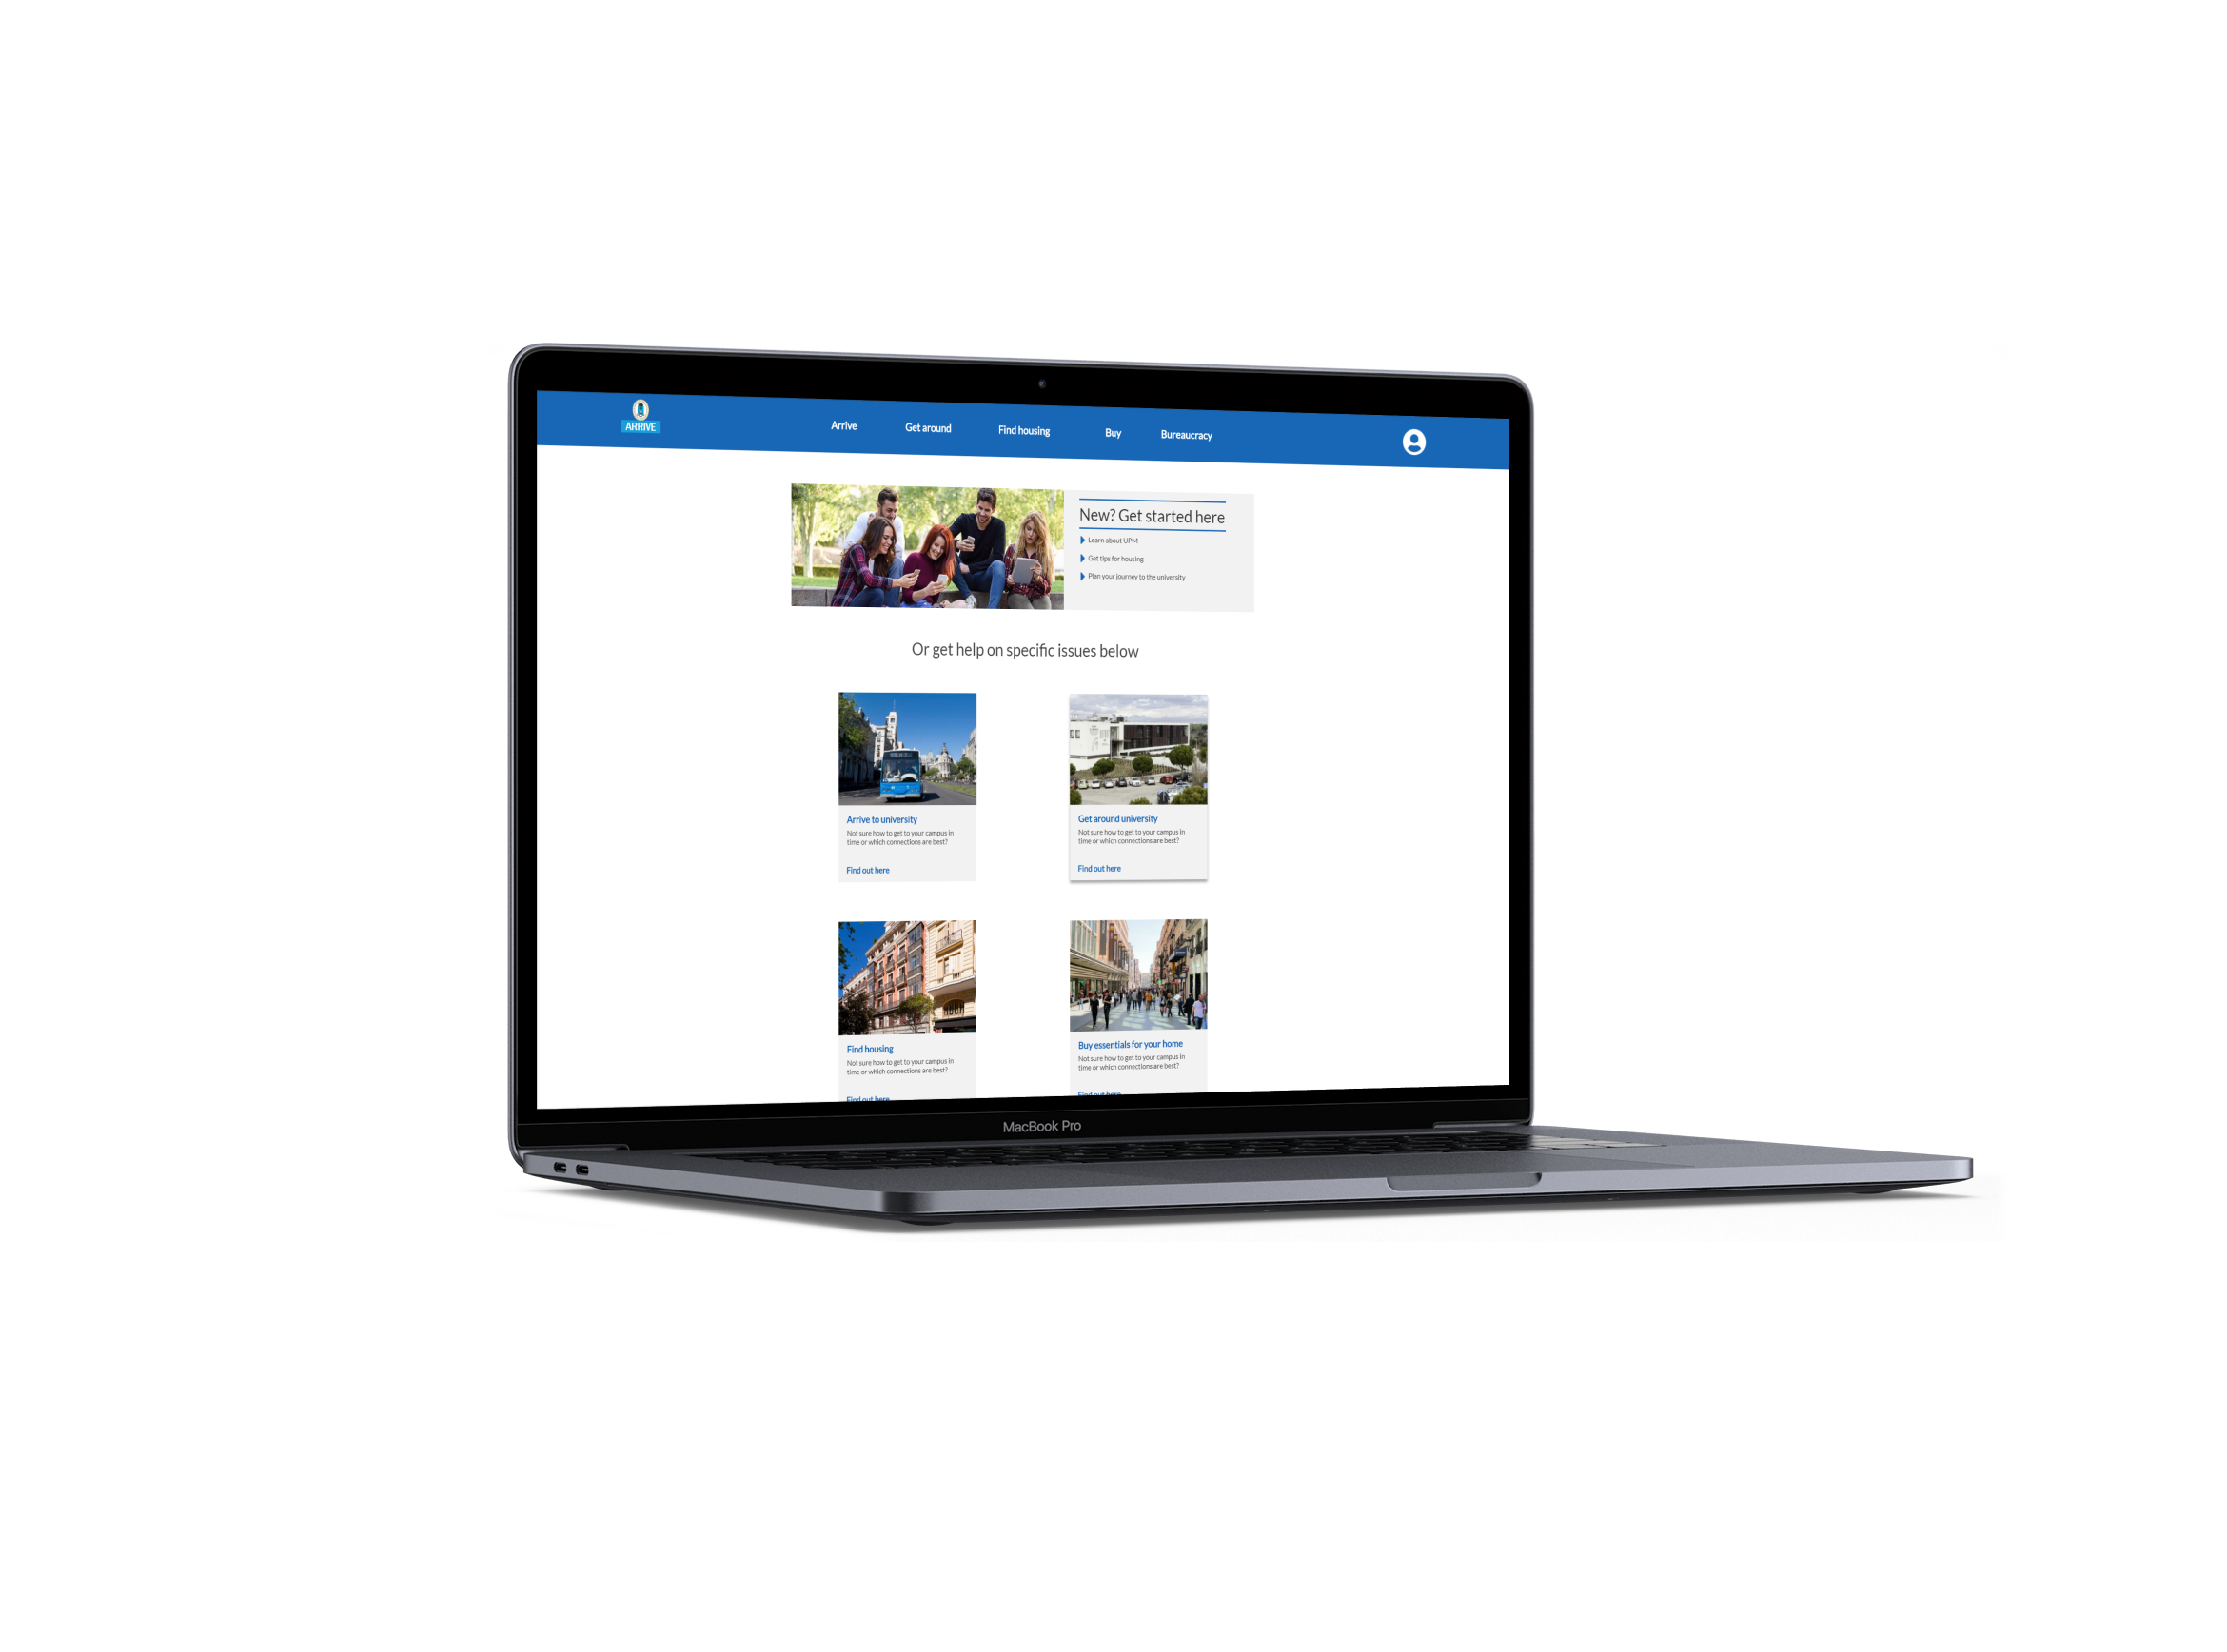 ARRIVE
Arrive
Get around
Find housing
Buy
Bureaucracy
New? Get started here
Learn about UPM
Get tips for housing
Plan your journey to the university
Or get help on specific issues below
Arrive to university
Not sure how to get to your campus in
time or which connections are best?
Find out here
Get around university
Not sure how to get to your campus in
time or which connections are best?
Find out here
Find housing
Not sure how to get to your campus in
time or which connections are best?
Find out here
Buy essentials for your home
Not sure how to get to your campus in
time or which connections are best?
Find out here
MacBook Pro